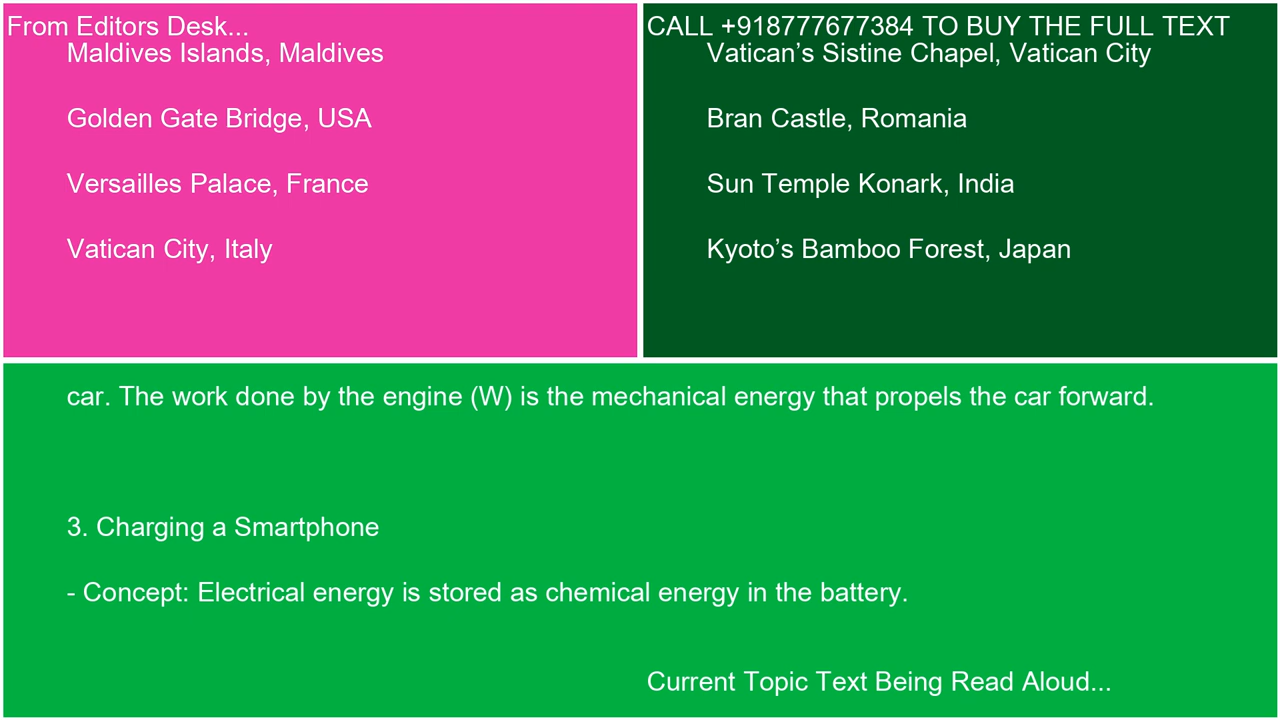 From Editors Desk...
Maldives Islands, Maldives
Golden Gate Bridge, USA
Versailles Palace, France
Vatican City, Italy
CALL +918777677384 TO BUY THE FULL TEXT
Vatican’s Sistine Chapel, Vatican City
Bran Castle, Romania
Sun Temple Konark, India
Kyoto’s Bamboo Forest, Japan
car. The work done by the engine (W) is the mechanical energy that propels the car forward.
3. Charging a Smartphone
- Concept: Electrical energy is stored as chemical energy in the battery.
Current Topic Text Being Read Aloud...